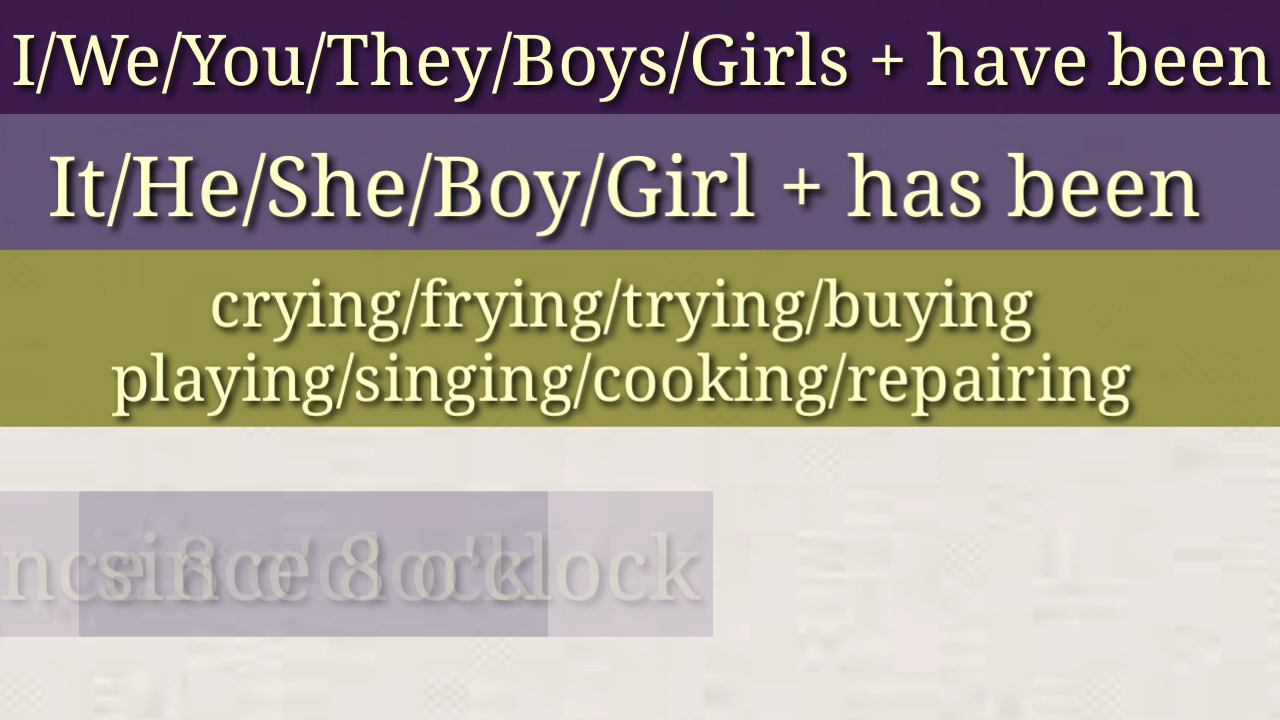 I/We/You/They/Boys/Girls + have been
It/He/She/Boy/Girl + has been
crying/frying/trying/buying
playing/singing/cooking/repairing
since 8 o'clock